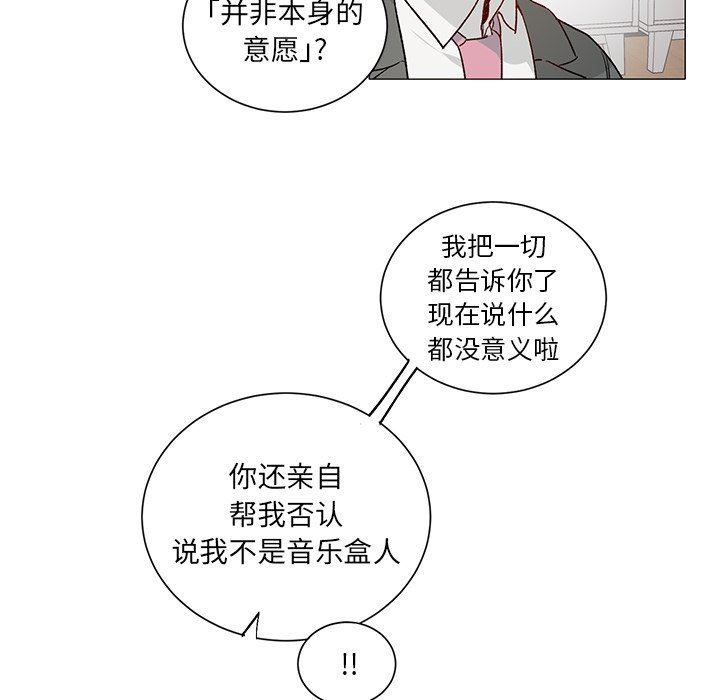 「并非本身的
意愿」?
我把一切
都告诉你了
现在说什么
都没意义啦
你还亲自
帮我否认
说我不是音乐盒人
!!